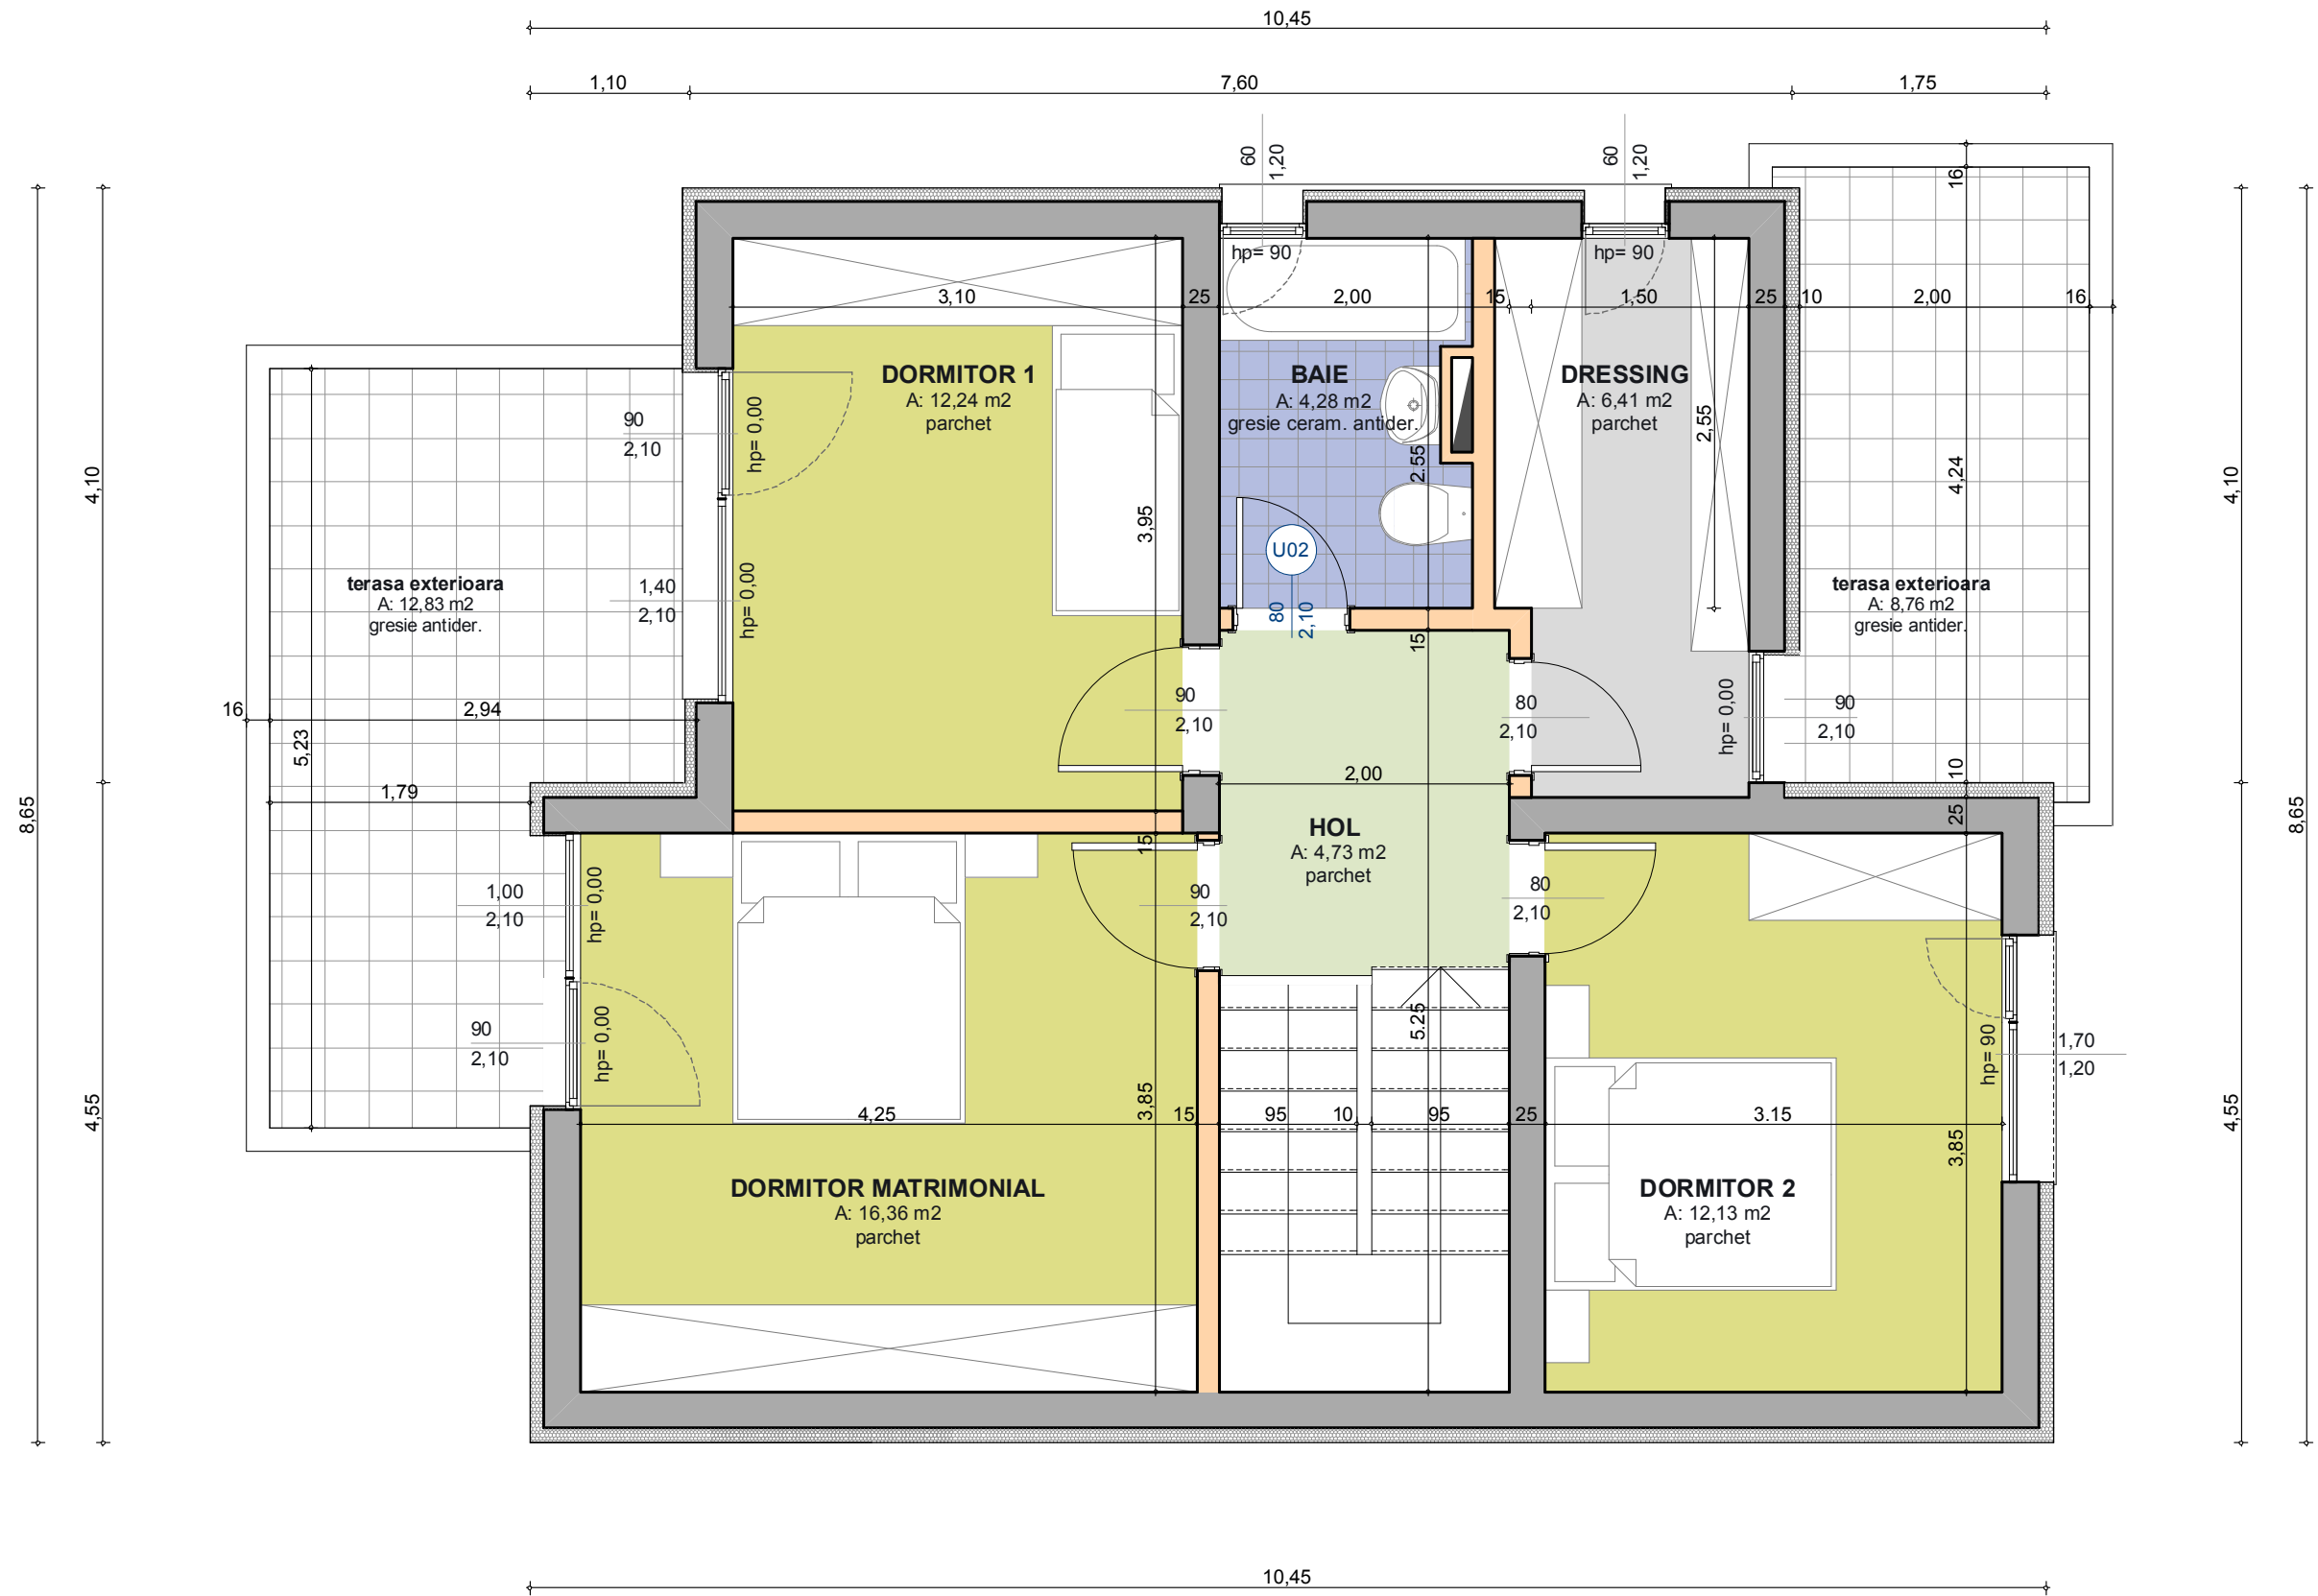 10,45
1,10
7,60
1,75
60
1,20
60
1,20
16
hp= 90
hp= 90
3,10
25
2,00
15
1,50
25
10
2,00
16
DORMITOR 1
A: 12,24 m2
parchet
BAIE
A: 4,28 m2
gresie ceram. antider.
DRESSING
A: 6,41 m2
parchet
90
2,10
hp= 0,00
2,55
2.55
4,10
4,24
4,10
3,95
U02
80
2,10
terasa exterioara
A: 12,83 m2
gresie antider.
1,40
2,10
hp= 0,00
terasa exterioara
A: 8,76 m2
gresie antider.
15
16
2,94
5,23
90
2,10
80
2,10
hp= 0,00
90
2,10
1,79
2,00
10
25
8,65
8,65
15
HOL
A: 4,73 m2
parchet
1,00
2,10
hp= 0,00
90
2,10
80
2,10
90
2,10
hp= 0,00
5.25
hp= 90
1,70
1,20
4,55
4,25
3,85
15
95
10
95
25
3.15
3,85
4,55
DORMITOR MATRIMONIAL
A: 16,36 m2
parchet
DORMITOR 2
A: 12,13 m2
parchet
10,45